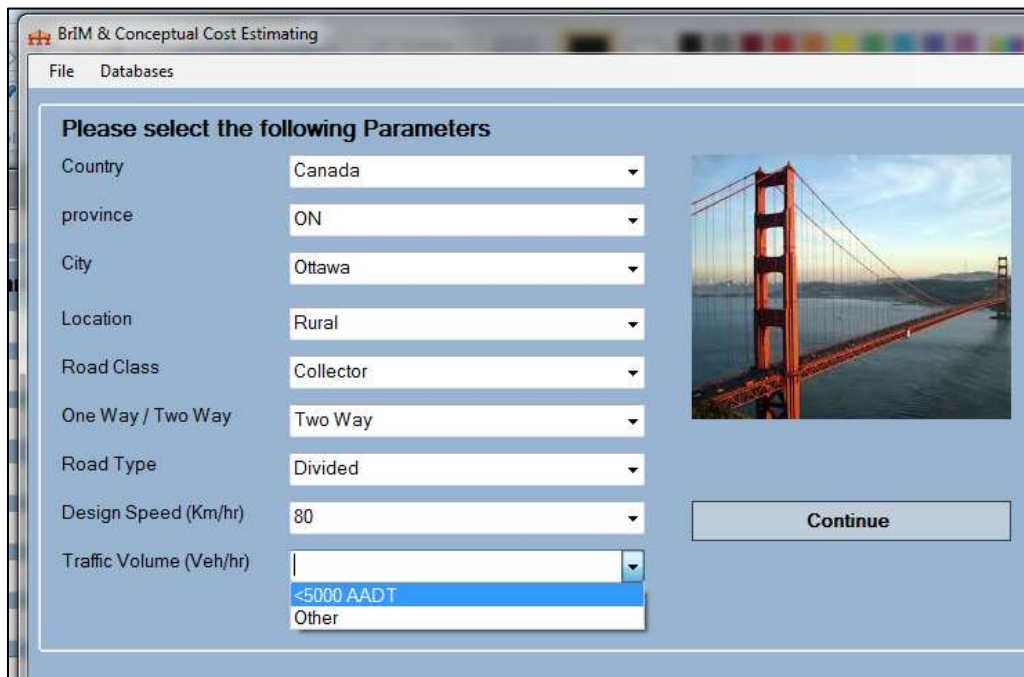 BrIM & Conceptual Cost Estimating
File Databases
Please select the following Parameters
Country Canada
province ON
City Ottawa
Location Rural
Road Class Collector
One Way / Two Way Two Way
Road Type Divided
Design Speed (Km/hr) 80
Continue
Traffic Volume (Veh/hr)
<5000 AADT
Other